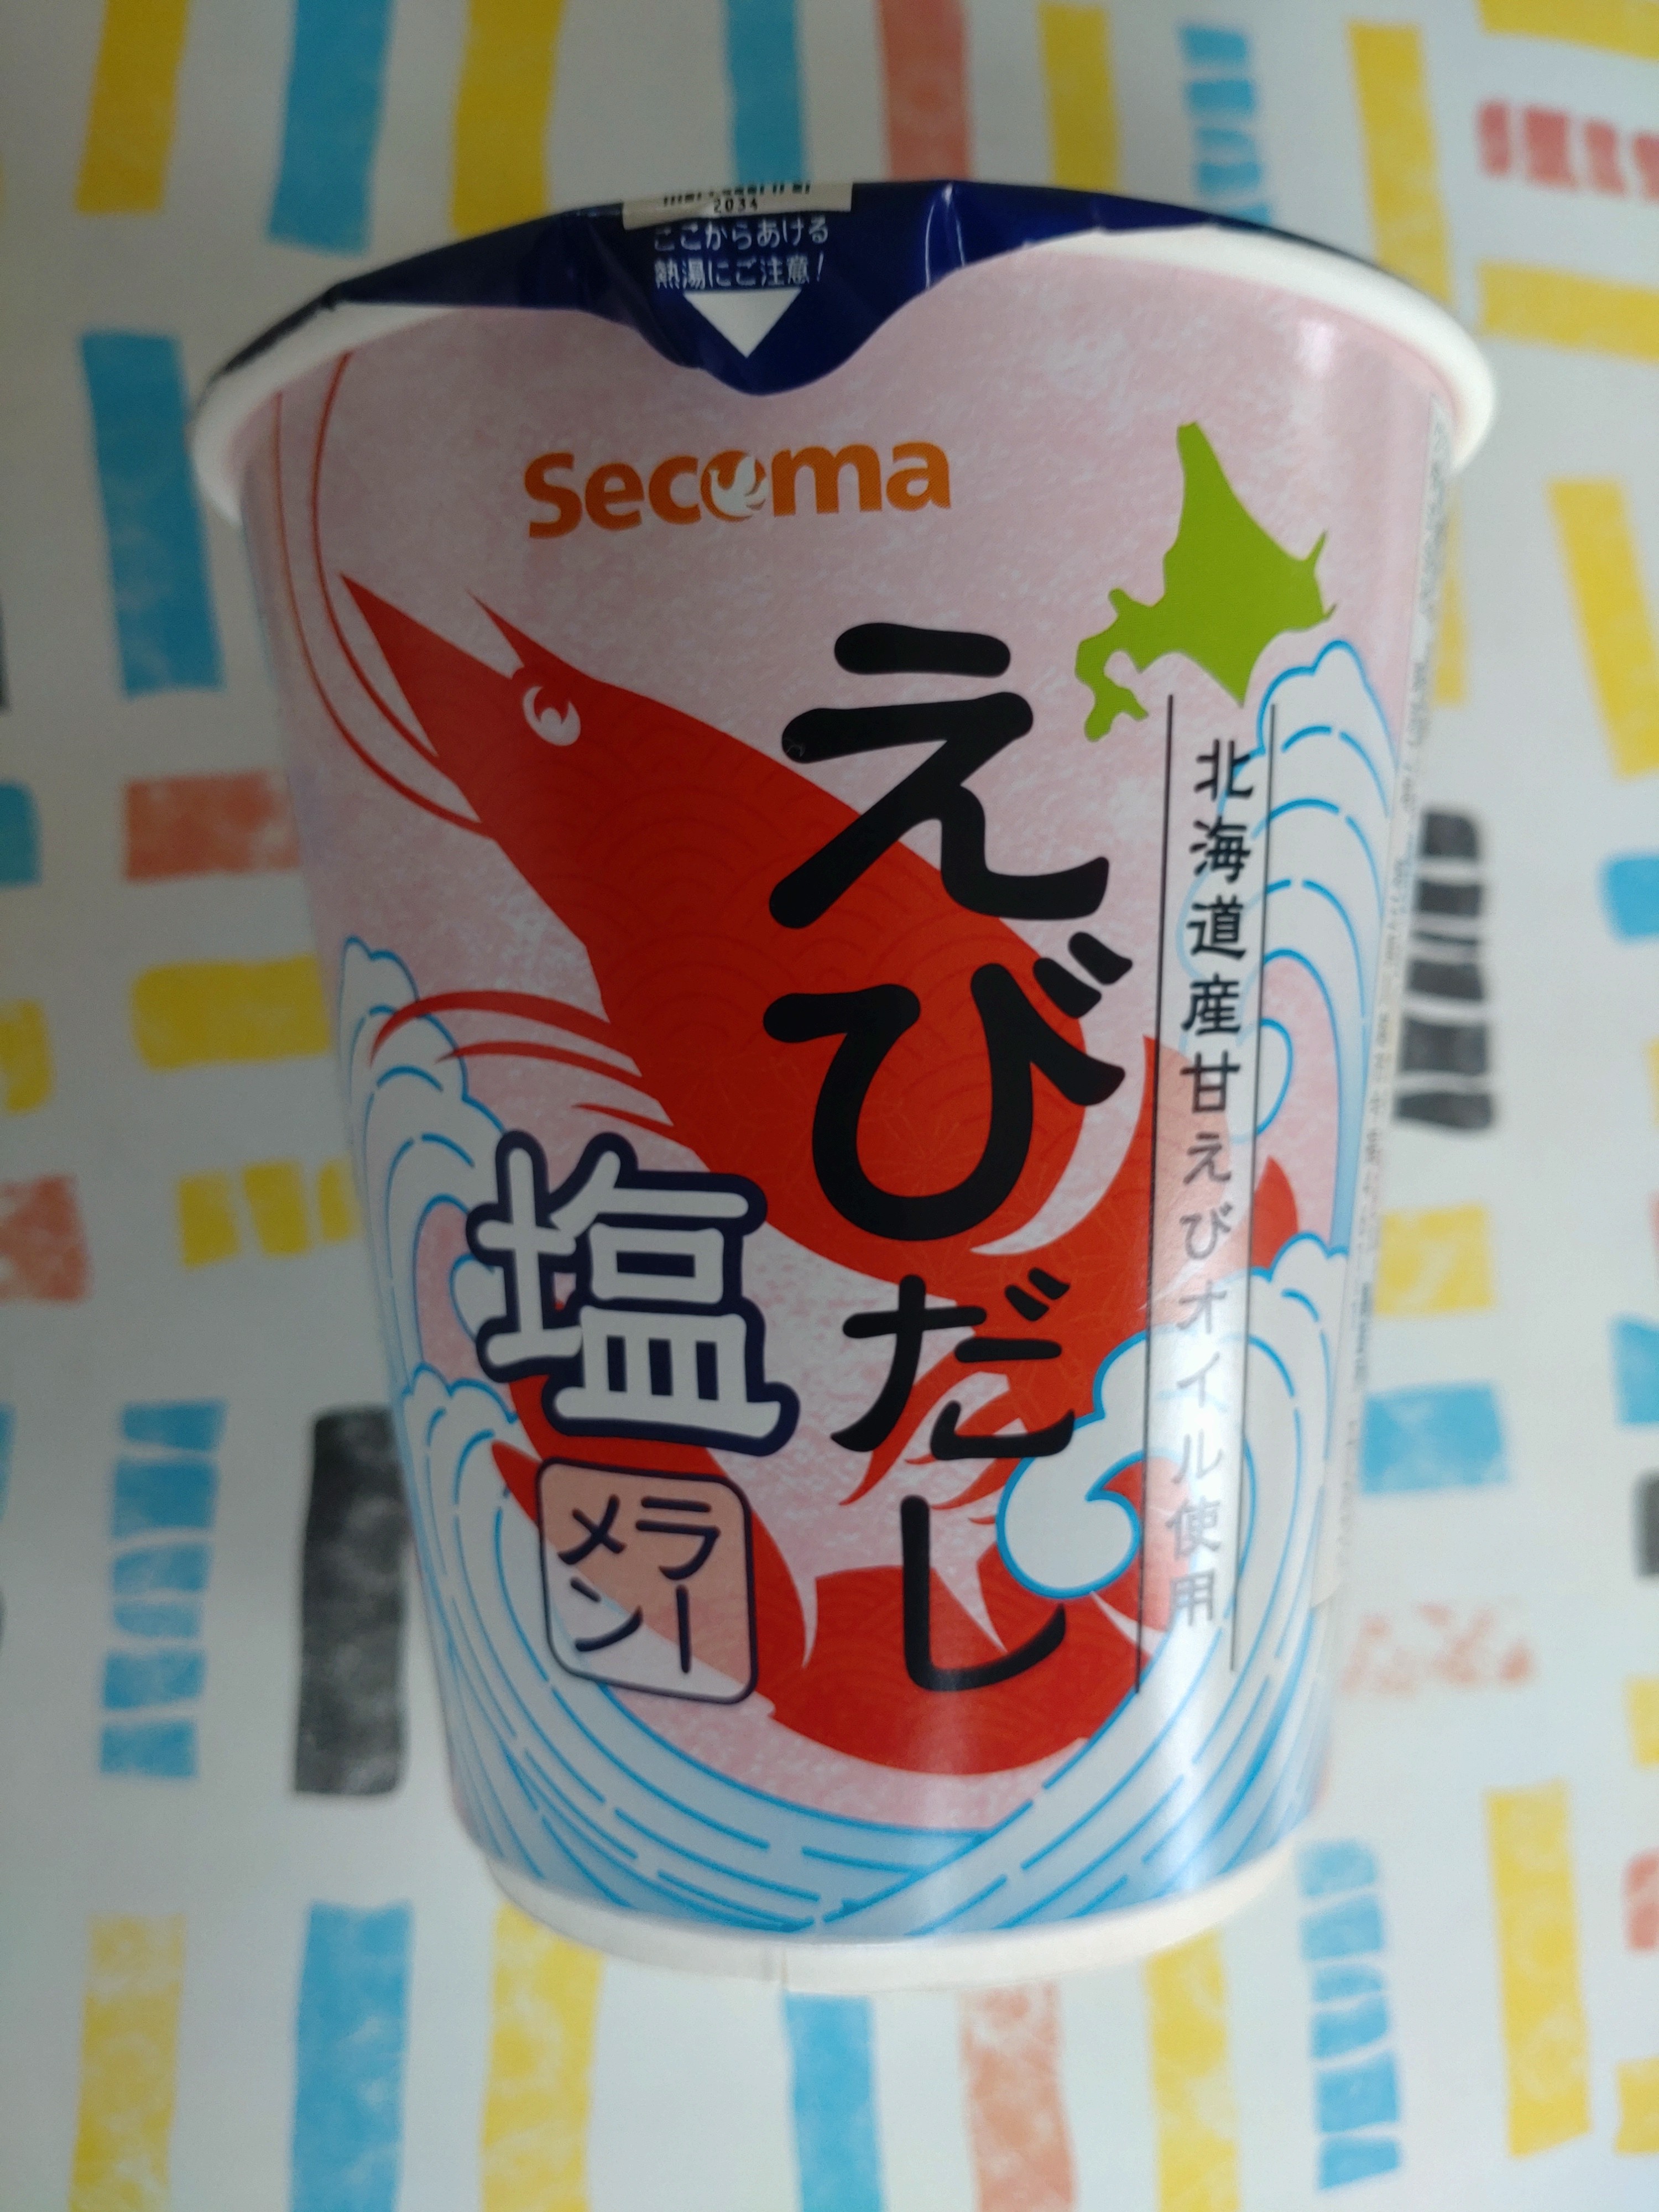 2034
ここからあける
熱湯にご注意!
Secoma
北海道産甘えびオイル使用
えびだし
塩
ラーメン